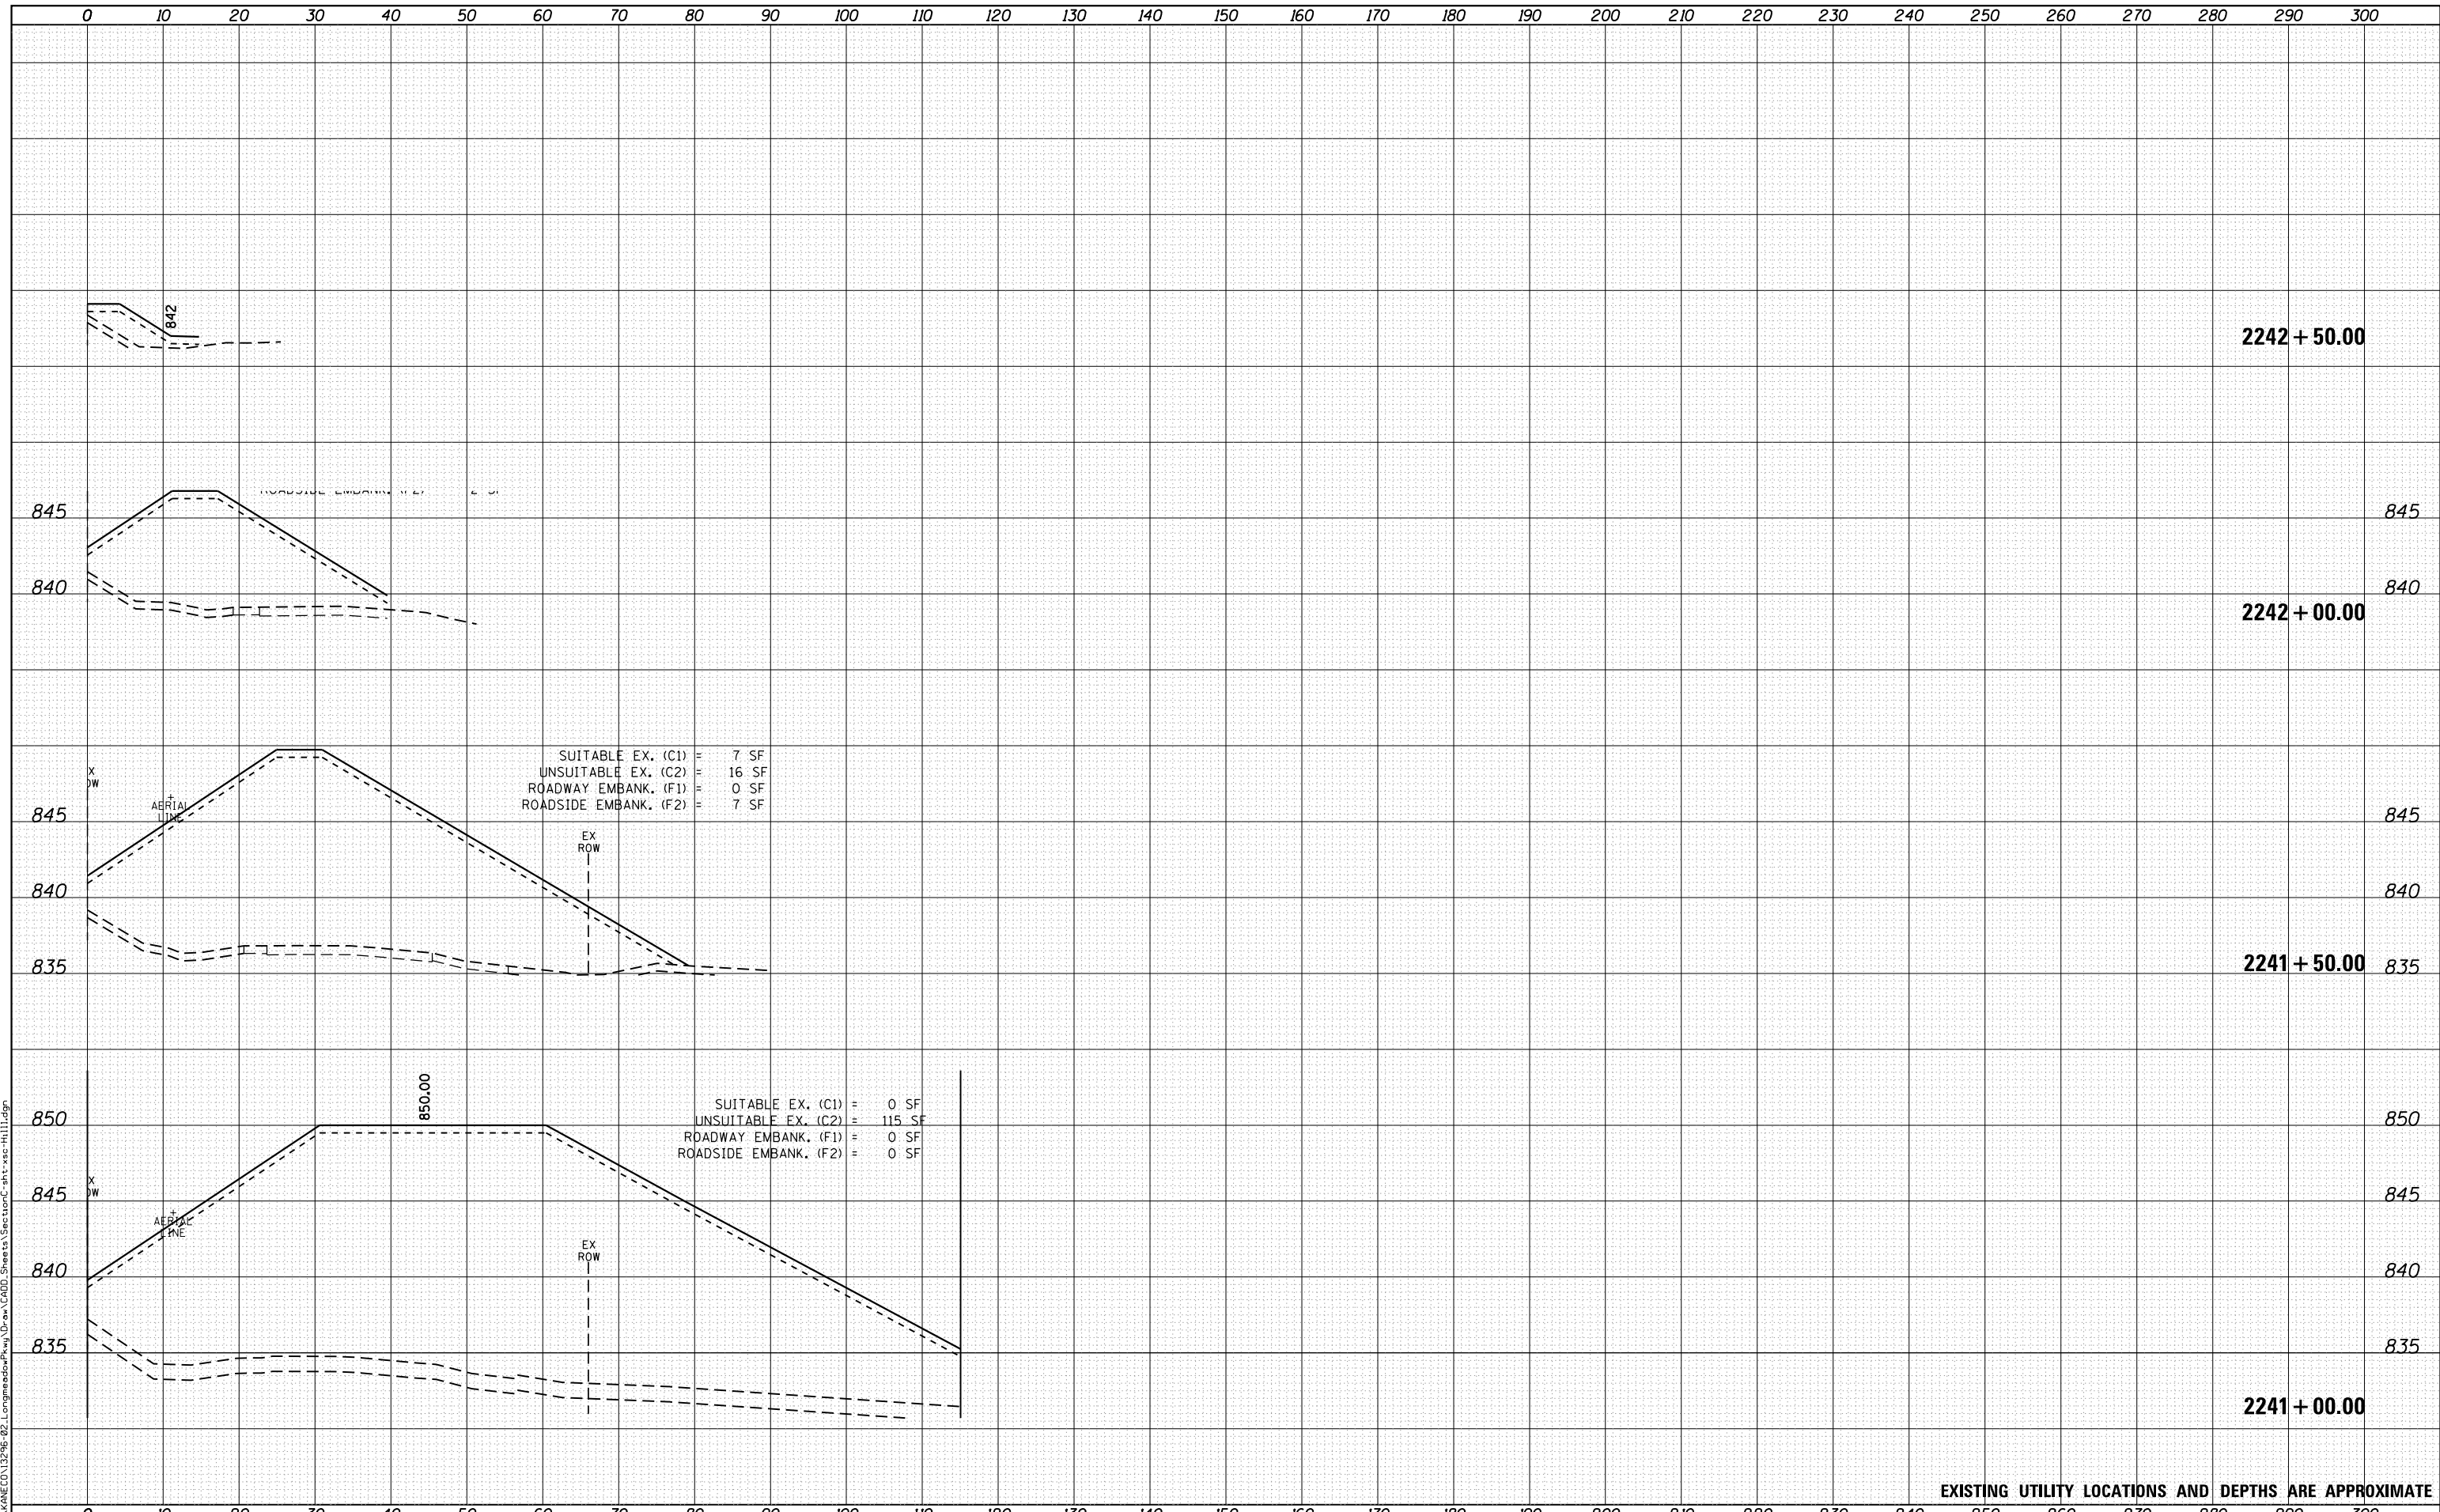 0 10 20 30 40 50 60 70 80 90 100 110 120 130 140 150 160 170 180 190 200 210 220 230 240 250 260 270 280 290 300
842
2242+50.00
845 845
840 840
2242+00.00
SUITABLE EX. (C1) = 7 SF
UNSUITABLE EX. (C2) = 16 SF
ROADWAY EMBANK. (F1) = 0 SF
ROADSIDE EMBANK. (F2) = 7 SF
AERIAL
LINE
845 845
EX
ROW
840 840
2241+50.00
835 835
850.00
SUITABLE EX. (C1) = 0 SF
UNSUITABLE EX. (C2) = 115 SF
ROADWAY EMBANK. (F1) = 0 SF
ROADSIDE EMBANK. (F2) = 0 SF
850 850
845 845
AERIAL
LINE
EX
ROW
840 840
835 835
2241+00.00
EXISTING UTILITY LOCATIONS AND DEPTHS ARE APPROXIMATE